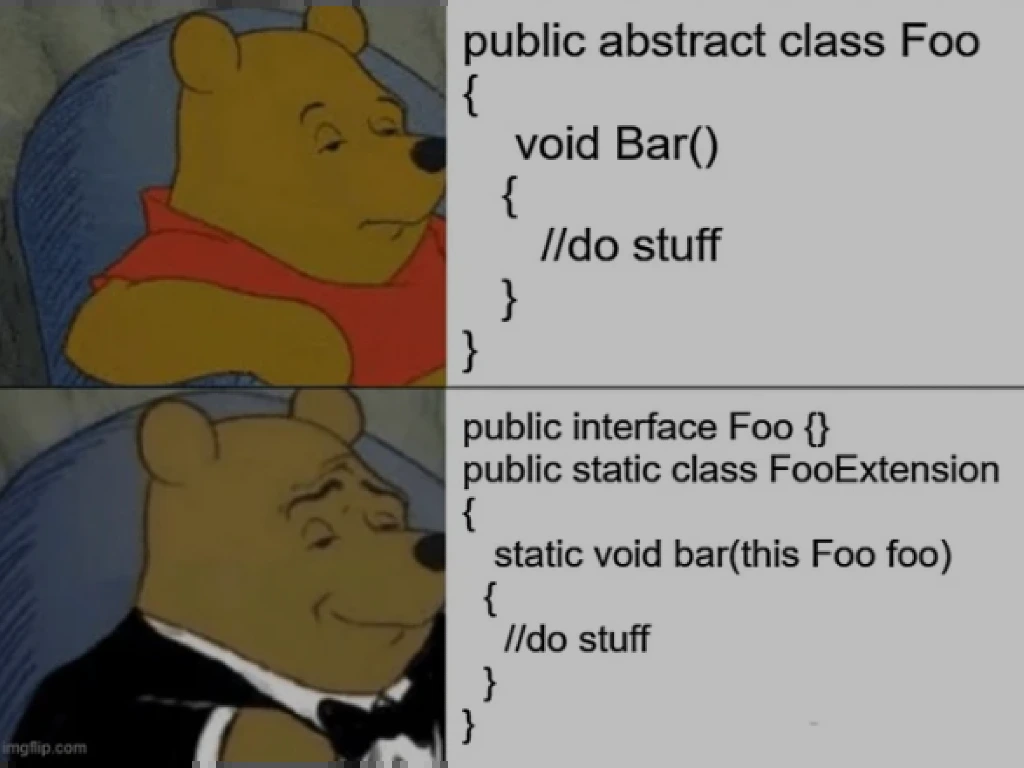 public abstract class Foo
{
void Bar()
{
//do stuff
}
}
public interface Foo {}
public static class FooExtension
{
static void bar(this Foo foo)
{
//do stuff
}
}
imgflip.com